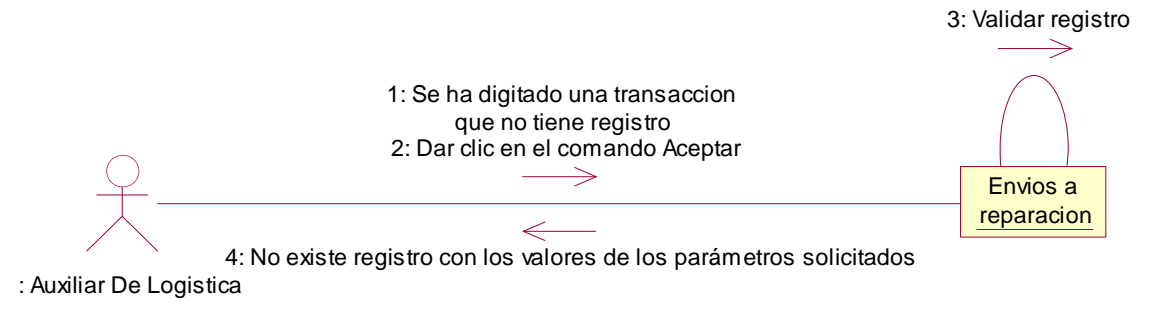 3: Validar registro
1: Se ha digitado una transaccion
que no tiene registro
2: Dar clic en el comando Aceptar
Envios a
reparacion
4: No existe registro con los valores de los parámetros solicitados
: Auxiliar De Logistica